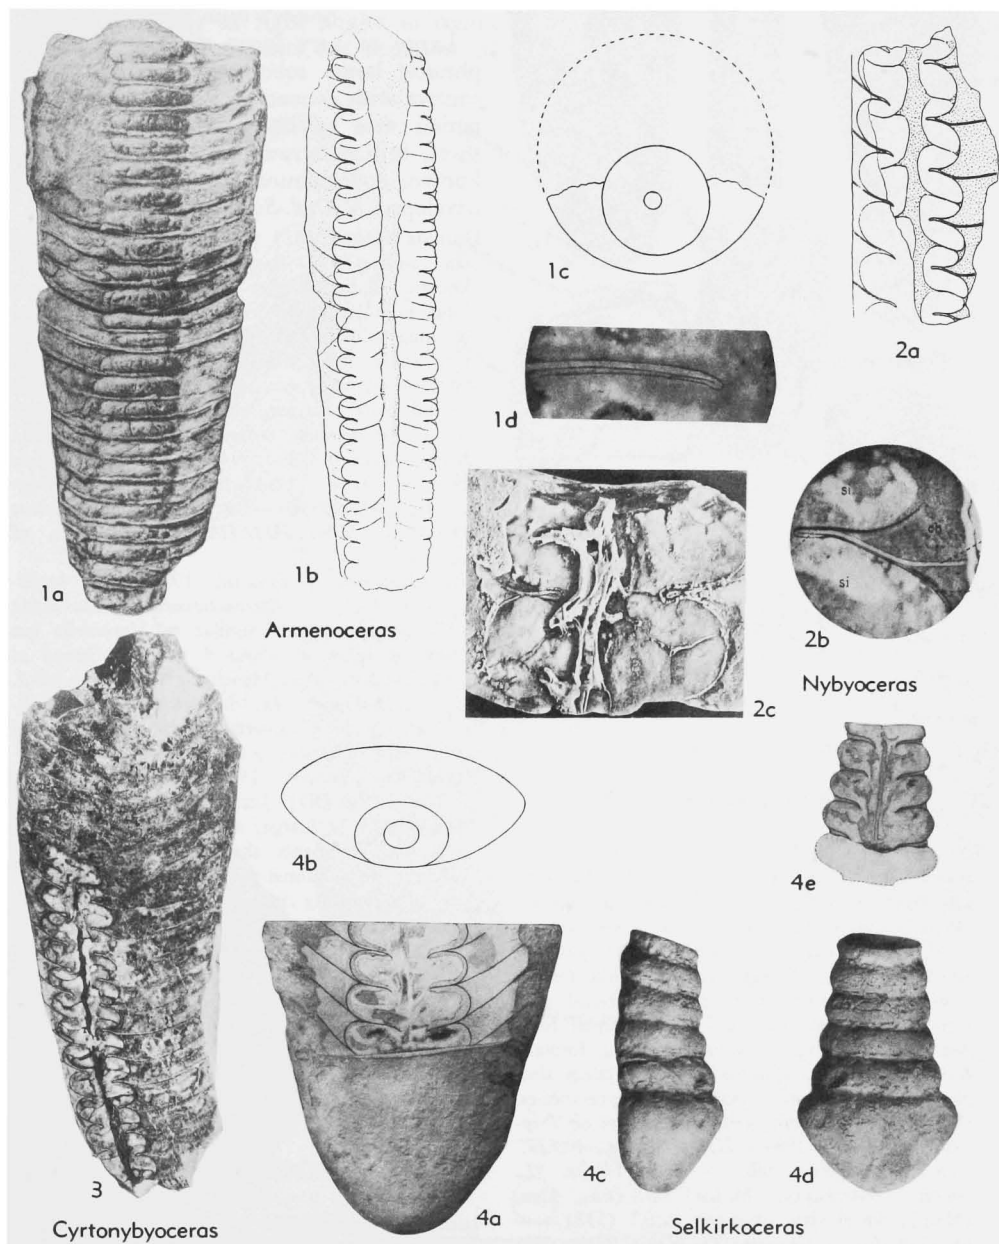 1a
1b
1c
1d
2a
Armenoceras
2b
si
si
2c
Nybyoceras
3
Cyrtonybyoceras
4a
4b
4c
4d
4e
Selkirkoceras